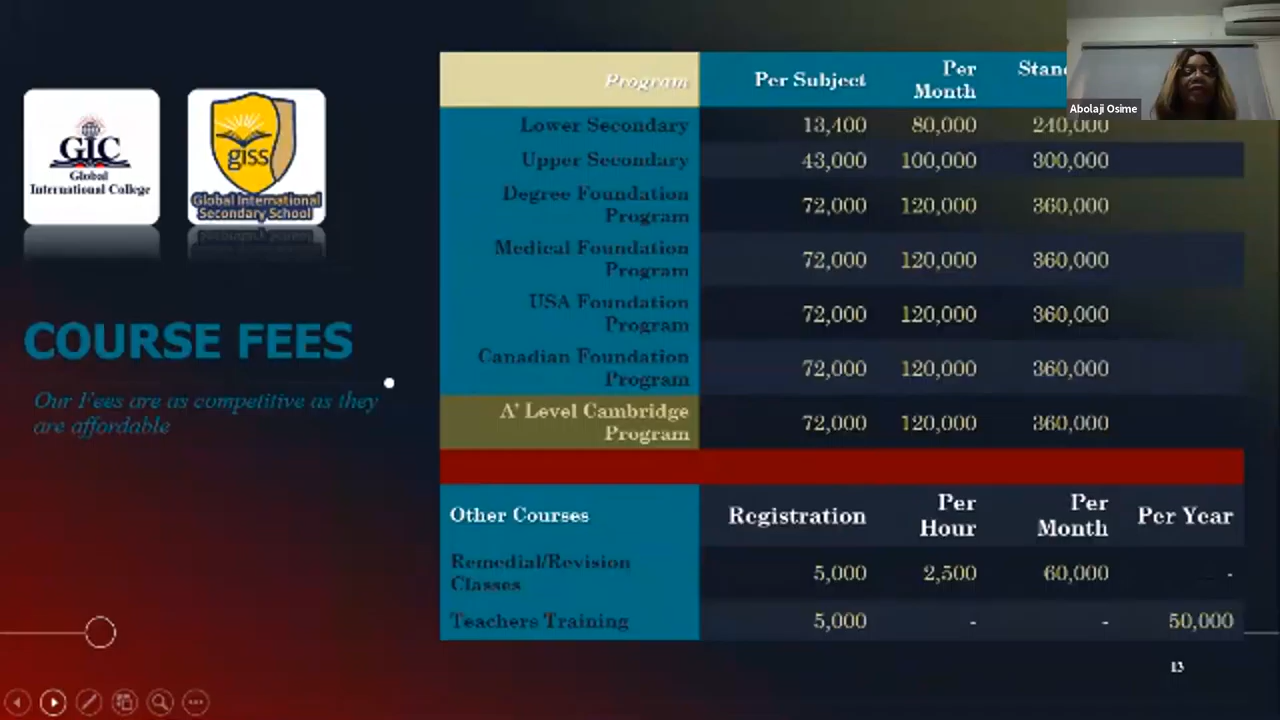 GIC
Global
International College
giss
Global International
Secondary School
COURSE FEES
Our Fees are as competitive as they
are affordable
Program Per Subject Per Month
Lower Secondary 13,400 80,000 240,000
Upper Secondary 43,000 100,000 300,000
Degree Foundation Program 72,000 120,000 360,000
Medical Foundation Program 72,000 120,000 360,000
USA Foundation Program 72,000 120,000 360,000
Canadian Foundation Program 72,000 120,000 360,000
A' Level Cambridge Program 72,000 120,000 360,000
Other Courses Registration Per Hour Per Month Per Year
Remedial/Revision Classes 5,000 2,500 60,000 -
Teachers Training 5,000 - - 50,000
13
Abolaji Osime